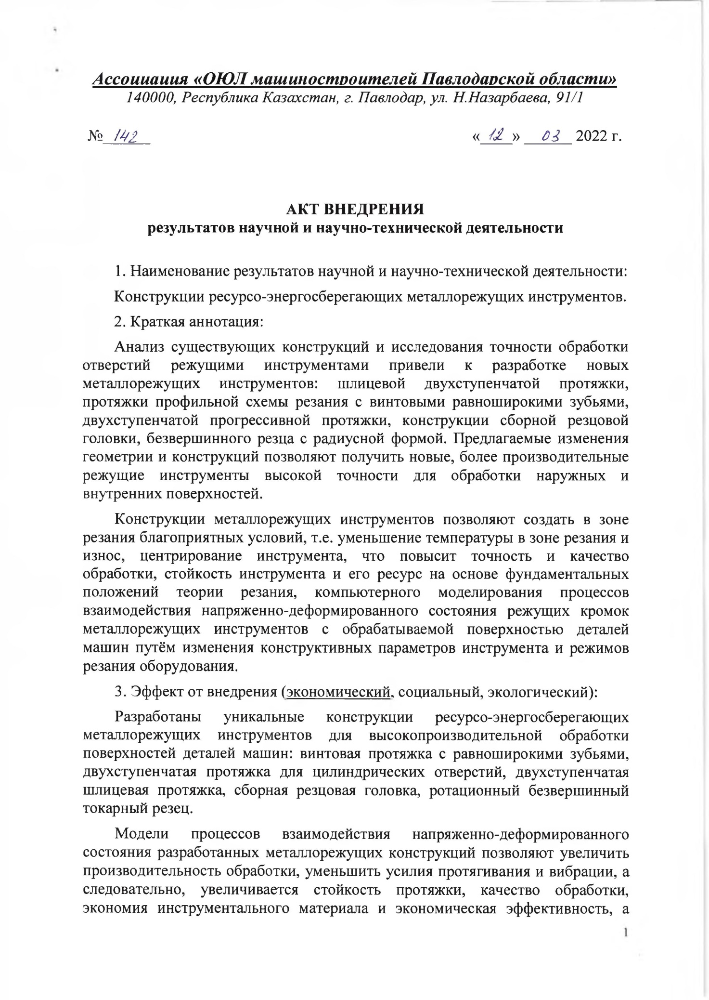 Ассоциация «ОЮЛ машиностроителей Павлодарской области»
140000, Республика Казахстан, г. Павлодар, ул. Н.Назарбаева, 91/1
№ 142 « 12 » 03 2022 г.
АКТ ВНЕДРЕНИЯ
результатов научной и научно-технической деятельности
1. Наименование результатов научной и научно-технической деятельности:
Конструкции ресурсо-энергосберегающих металлорежущих инструментов.
2. Краткая аннотация:
Анализ существующих конструкций и исследования точности обработки
отверстий режущими инструментами привели к разработке новых
металлорежущих инструментов: шлицевой двухступенчатой протяжки,
протяжки профильной схемы резания с винтовыми равноширокими зубьями,
двухступенчатой прогрессивной протяжки, конструкции сборной резцовой
головки, безвершинного резца с радиусной формой. Предлагаемые изменения
геометрии и конструкций позволяют получить новые, более производительные
режущие инструменты высокой точности для обработки наружных и
внутренних поверхностей.
Конструкции металлорежущих инструментов позволяют создать в зоне
резания благоприятных условий, т.е. уменьшение температуры в зоне резания и
износ, центрирование инструмента, что повысит точность и качество
обработки, стойкость инструмента и его ресурс на основе фундаментальных
положений теории резания, компьютерного моделирования процессов
взаимодействия напряженно-деформированного состояния режущих кромок
металлорежущих инструментов с обрабатываемой поверхностью деталей
машин путём изменения конструктивных параметров инструмента и режимов
резания оборудования.
3. Эффект от внедрения (экономический, социальный, экологический):
Разработаны уникальные конструкции ресурсо-энергосберегающих
металлорежущих инструментов для высокопроизводительной обработки
поверхностей деталей машин: винтовая протяжка с равноширокими зубьями,
двухступенчатая протяжка для цилиндрических отверстий, двухступенчатая
шлицевая протяжка, сборная резцовая головка, ротационный безвершинный
токарный резец.
Модели процессов взаимодействия напряженно-деформированного
состояния разработанных металлорежущих конструкций позволяют увеличить
производительность обработки, уменьшить усилия протягивания и вибрации, а
следовательно, увеличивается стойкость протяжки, качество обработки,
экономия инструментального материала и экономическая эффективность, а
1